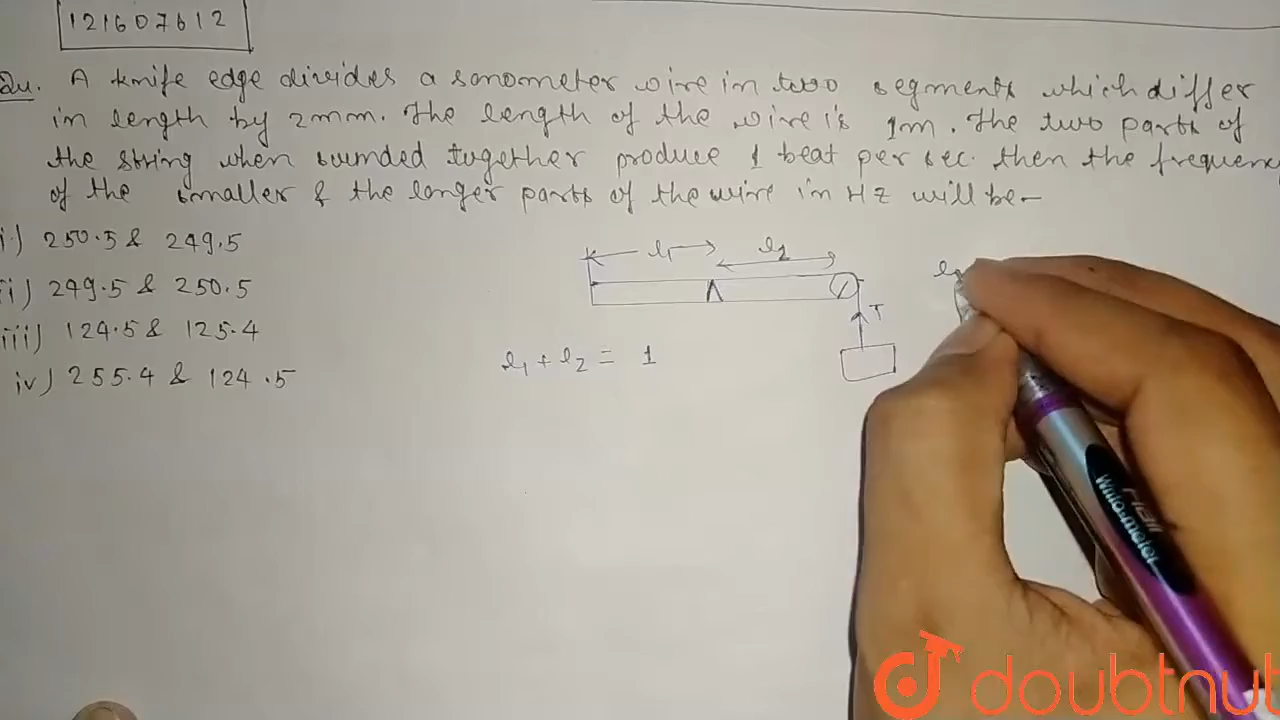 121607612
Qu. A knife edge divides a sonometer wire in two segments which differ
in length by 2mm. The length of the wire is 1m. The two parts of
the string when sounded together produce 1 beat per sec. then the frequency
of the smaller & the longer parts of the wire in HZ will be-
i) 250.5 & 249.5
ii) 249.5 & 250.5
iii) 124.5 & 125.4
iv) 255.4 & 124.5
l1 l2
T
l1 + l2 = 1
doubtnut